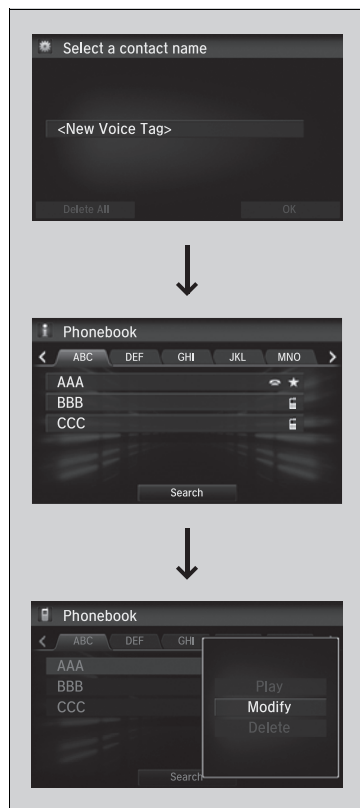 Select a contact name
<New Voice Tag>
Delete All OK
Phonebook
ABC DEF GHI JKL MNO
AAA
BBB
CCC
Search
Phonebook
ABC DEF GHI
AAA
BBB
CCC
Play
Modify
Delete
Search